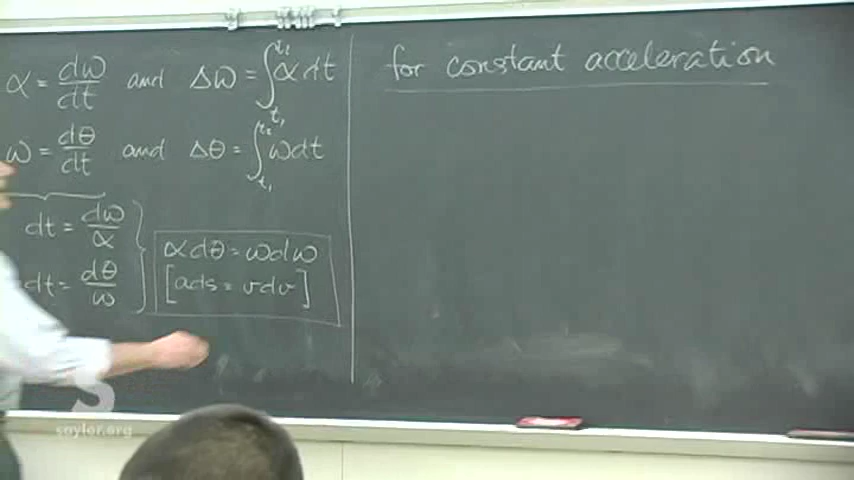 α = dω/dt and Δω = ∫_{t₁}^{t₂} α dt
ω = dθ/dt and Δθ = ∫_{t₁}^{t₂} ω dt
dt = dω/α
dt = dθ/ω
α dθ = ω dω
[a ds = v dv]
for constant acceleration
S
saylor.org